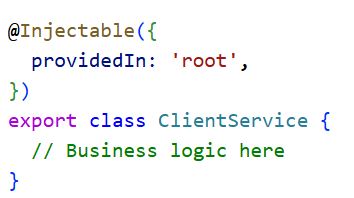 @Injectable({
  providedIn: 'root',
})
export class ClientService {
  // Business logic here
}